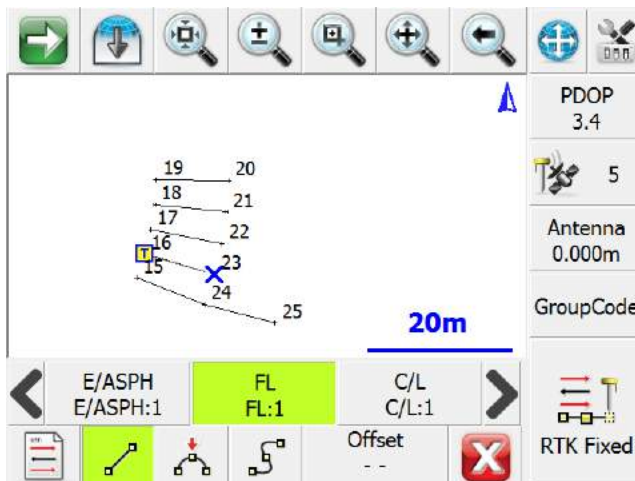 PDOP
3.4
5
Antenna
0.000m
GroupCode
RTK Fixed
19
20
18
21
17
22
16
T
23
15
24
25
20m
E/ASPH
E/ASPH:1
FL
FL:1
C/L
C/L:1
Offset
- -